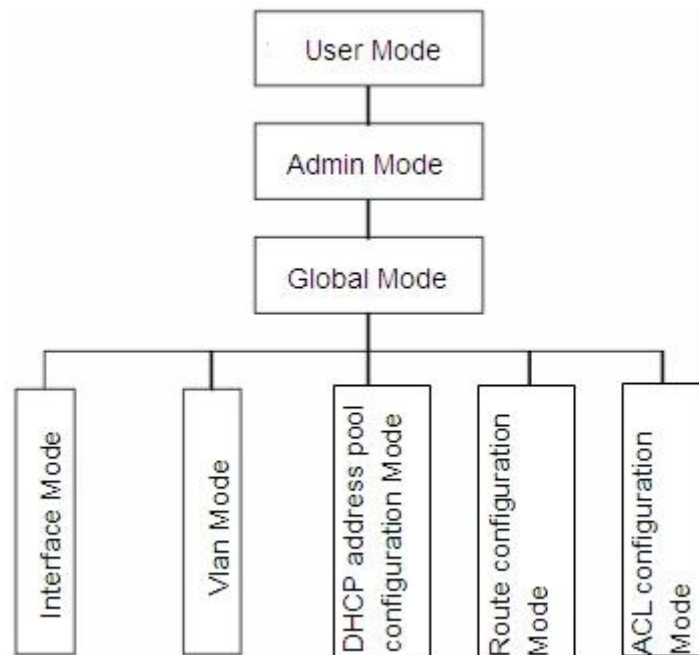 User Mode
Admin Mode
Global Mode
Interface Mode
Vlan Mode
DHCP address pool
configuration Mode
Route configuration
Mode
ACL configuration
Mode